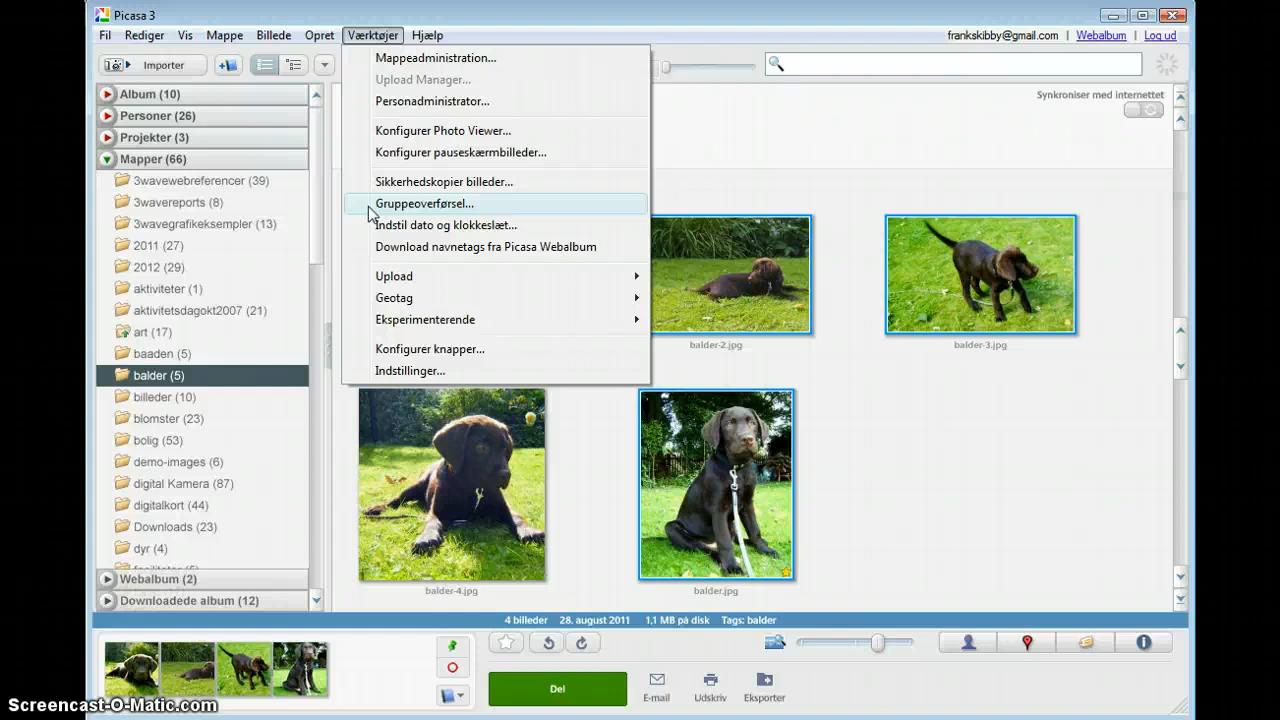 Picasa 3
Fil Rediger Vis Mappe Billede Opret Værktøjer Hjælp
frankskibby@gmail.com Webalbum Log ud
Importer
Mappeadministration...
Upload Manager...
Personadministrator...
Konfigurer Photo Viewer...
Konfigurer pauseskærmbilleder...
Sikkerhedskopier billeder...
Gruppeoverførsel...
Indstil dato og klokkeslæt...
Download navnetags fra Picasa Webalbum
Upload
Geotag
Eksperimenterende
Konfigurer knapper...
Indstillinger...
Synkroniser med internettet
Album (10)
Personer (26)
Projekter (3)
Mapper (66)
3wavewebreferencer (39)
3wavereports (8)
3wavegrafikeksempler (13)
2011 (27)
2012 (29)
aktiviteter (1)
aktivitetsdagokt2007 (21)
art (17)
baaden (5)
balder (5)
billeder (10)
blomster (23)
bolig (53)
demo-images (6)
digital Kamera (87)
digitalkort (44)
Downloads (23)
dyr (4)
Webalbum (2)
Downloadede album (12)
balder-2.jpg
balder-3.jpg
balder-4.jpg
balder.jpg
4 billeder 28. august 2011 1,1 MB på disk Tags: balder
Del
E-mail
Udskriv
Eksporter
Screencast-O-Matic.com